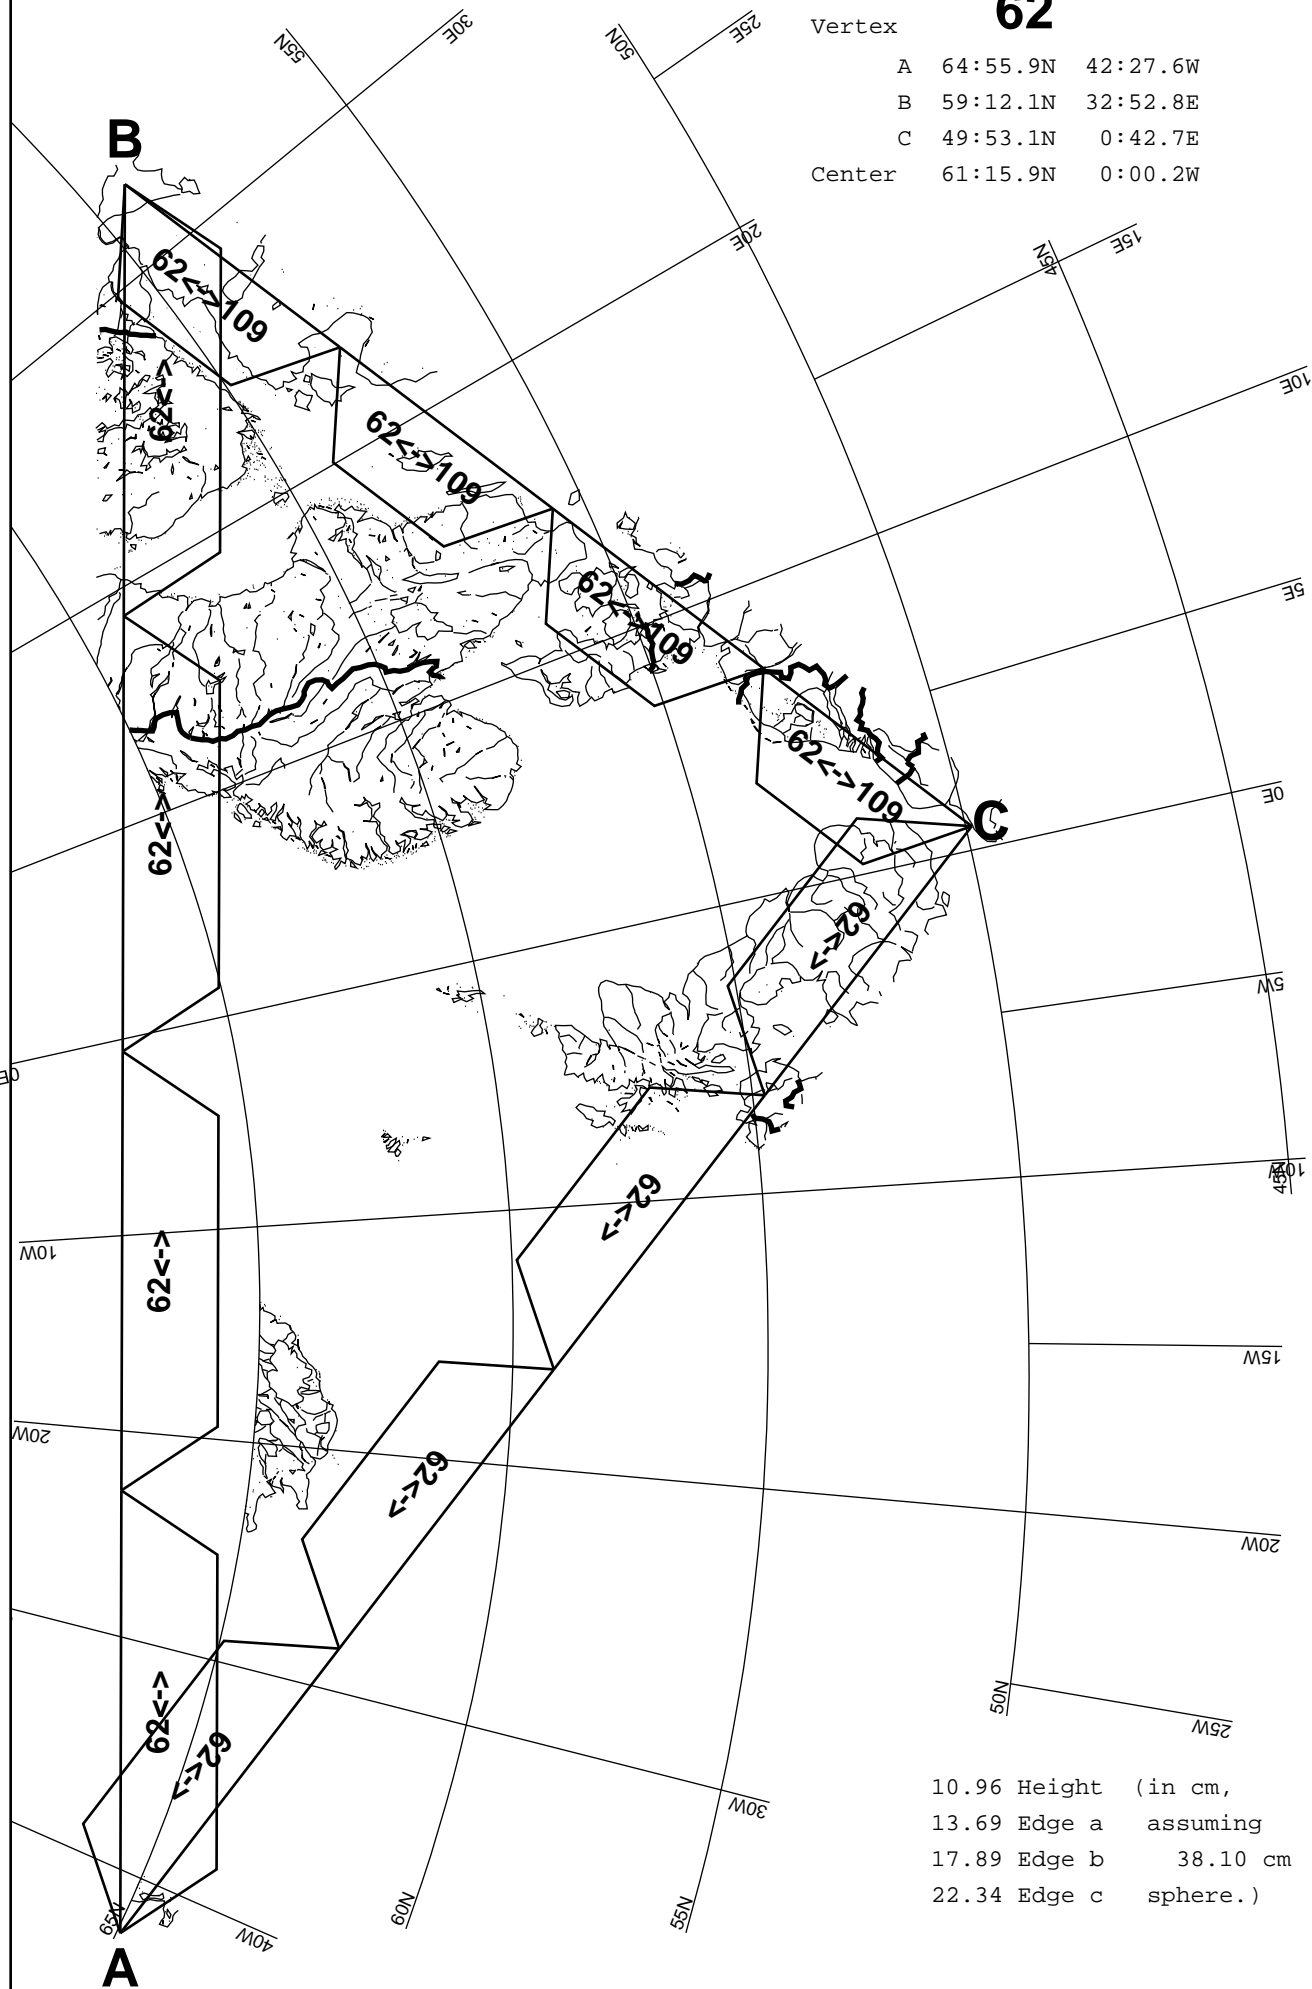 62
Vertex
A 64:55.9N 42:27.6W
B 59:12.1N 32:52.8E
C 49:53.1N 0:42.7E
Center 61:15.9N 0:00.2W
55N
30E
50N
25E
B
20E
45N
15E
10E
62<->109
62<->
62<->109
62<->109
5E
62<->109
0E
C
62<->
62<->
5W
0E
10W
45N
10W
62<->
62<->
15W
20W
62<->
20W
50N
25W
62<->
62<->
30W
10.96 Height (in cm,
13.69 Edge a assuming
17.89 Edge b 38.10 cm
22.34 Edge c sphere.)
65N
40W
60N
55N
A